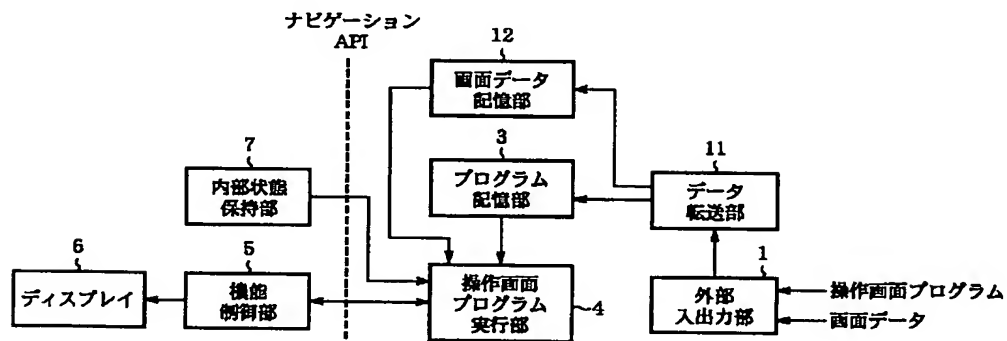 ナビゲーション
API
12
画面データ
記憶部
3
プログラム
記憶部
11
データ
転送部
7
内部状態
保持部
6
ディスプレイ
5
機能
制御部
操作画面
プログラム
実行部
4
1
外部
入出力部
操作画面プログラム
画面データ